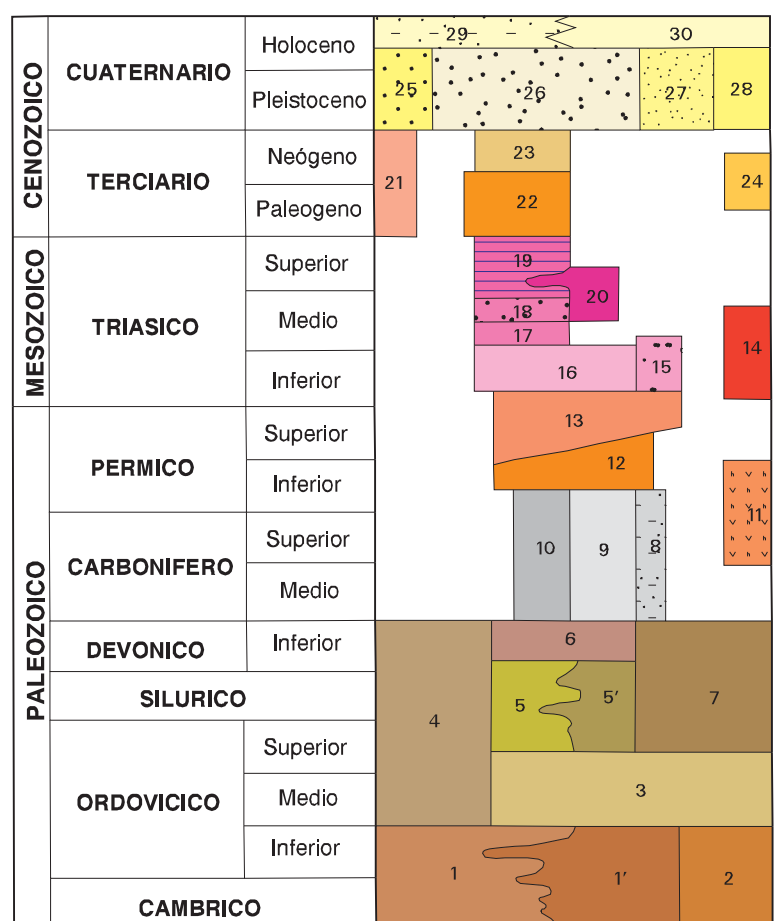 CENOZOICO
CUATERNARIO
Holoceno
Pleistoceno
TERCIARIO
Neógeno
Paleogeno
MESOZOICO
TRIASICO
Superior
Medio
Inferior
PALEOZOICO
PERMICO
Superior
Inferior
CARBONIFERO
Superior
Medio
DEVONICO
Inferior
SILURICO
ORDOVICICO
Superior
Medio
Inferior
CAMBRICO
29 30
25 26 27 28
23
21 24
22
19
20
18
17
14
16 15
13
12
11
10 9 8
6
5 5' 7
4
3
1 1' 2